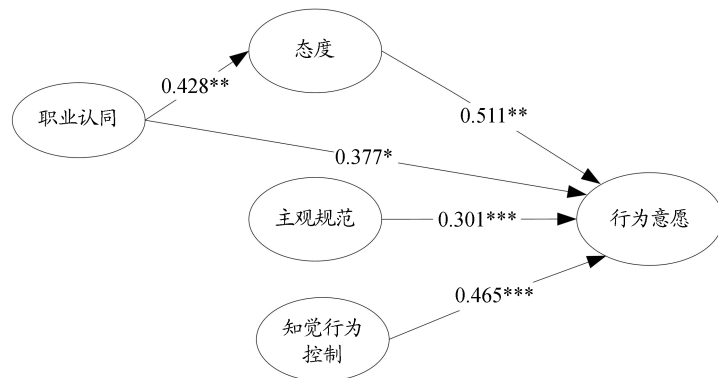 态度
0.428**
职业认同
0.511**
0.377*
主观规范
0.301***
行为意愿
0.465***
知觉行为
控制